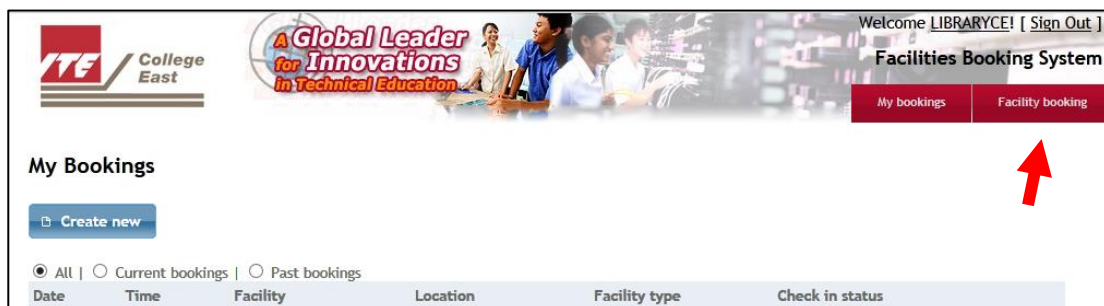 Welcome LIBRARYCE! [ Sign Out ]
ITE College East
A Global Leader
for Innovations
in Technical Education
Facilities Booking System
My bookings Facility booking
My Bookings
Create new
All | Current bookings | Past bookings
Date Time Facility Location Facility type Check in status